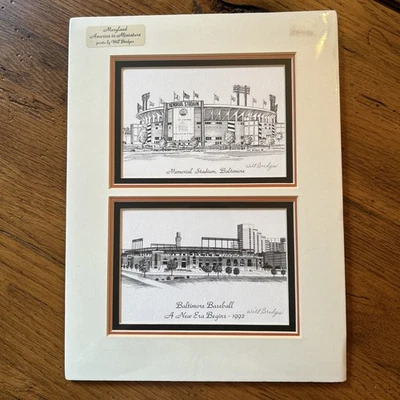 Maryland
America in Miniature
prints by Will Bridges
MEMORIAL STADIUM
Memorial Stadium, Baltimore
Will Bridges
Baltimore Baseball
A New Era Begins - 1992
Will Bridges